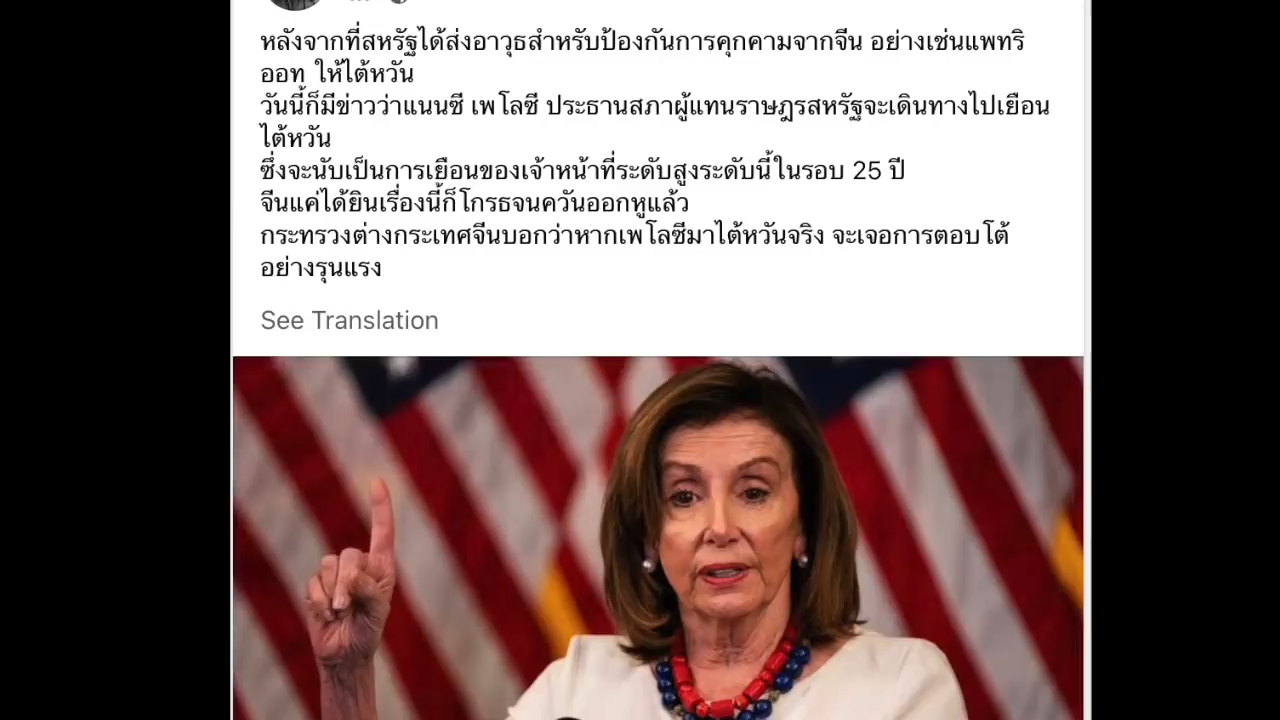 หลังจากที่สหรัฐได้ส่งอาวุธสำหรับป้องกันการคุกคามจากจีน อย่างเช่นแพทริ
ออท ให้ไต้หวัน
วันนี้ก็มีข่าวว่าแนนซี เพโลซี ประธานสภาผู้แทนราษฎรสหรัฐจะเดินทางไปเยือน
ไต้หวัน
ซึ่งจะนับเป็นการเยือนของเจ้าหน้าที่ระดับสูงระดับนี้ในรอบ 25 ปี
จีนแค่ได้ยินเรื่องนี้ก็โกรธจนควันออกหูแล้ว
กระทรวงต่างกระเทศจีนบอกว่าหากเพโลซีมาไต้หวันจริง จะเจอการตอบโต้
อย่างรุนแรง
See Translation